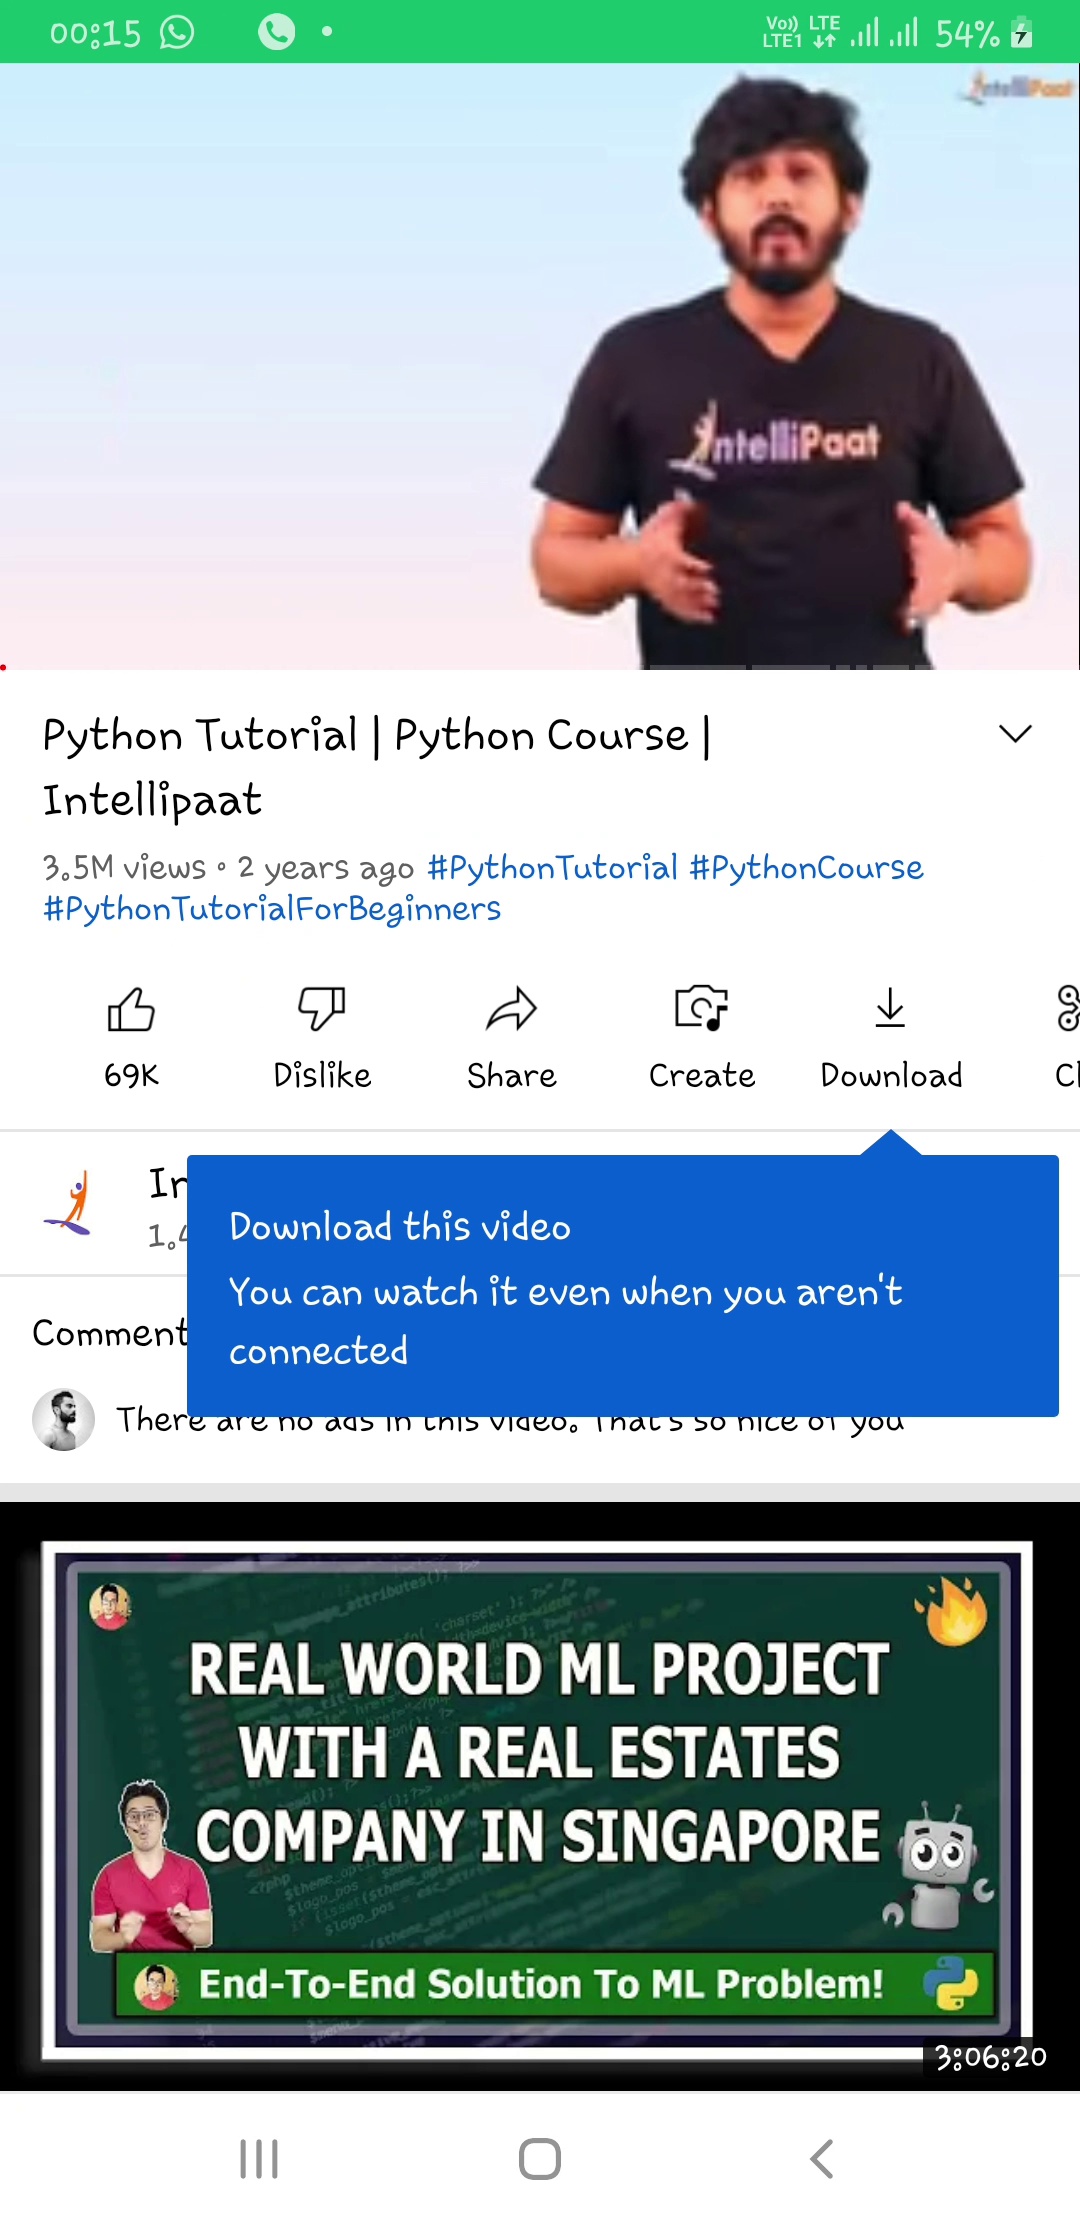 00:15
Vo)) LTE
LTE1
54%
IntelliPaat
IntelliPaat
Python Tutorial | Python Course |
Intellipaat
3.5M views • 2 years ago #PythonTutorial #PythonCourse
#PythonTutorialForBeginners
69K
Dislike
Share
Create
Download
In
1.4
Download this video
You can watch it even when you aren't
connected
Comment
There are no ads in this video. That's so nice of you
REAL WORLD ML PROJECT
WITH A REAL ESTATES
COMPANY IN SINGAPORE
End-To-End Solution To ML Problem!
3:06:20